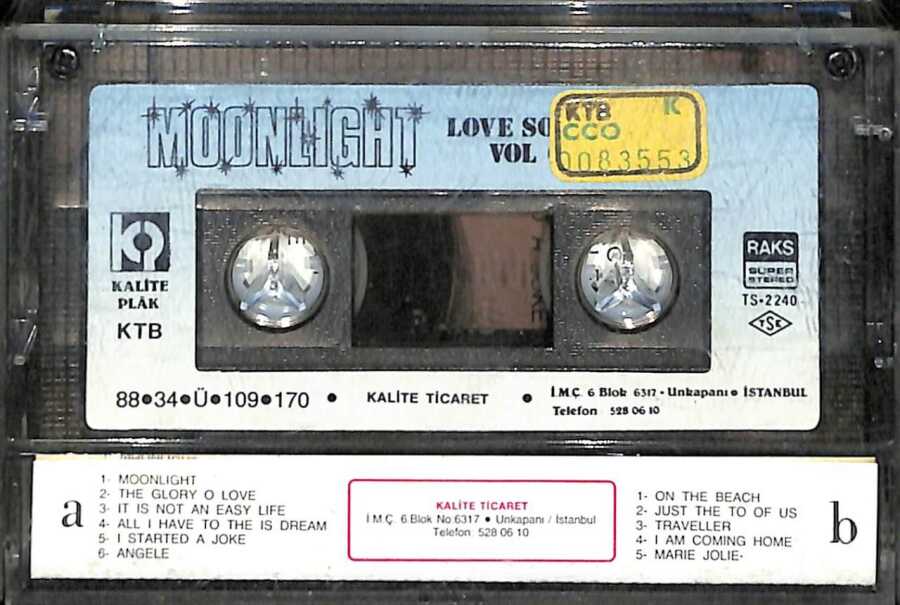 MOONLIGHT
LOVE SO
VOL
KTB K
CCO
0083553
KALİTE
PLÂK
KTB
RAKS
SUPER
STEREO
TS•2240
TSE
88•34•Ü•109•170 • KALİTE TİCARET • İ.M.Ç. 6 Blok 6317 • Unkapanı • İSTANBUL
Telefon 528 06 10
a
1- MOONLIGHT
2- THE GLORY O LOVE
3- IT IS NOT AN EASY LIFE
4- ALL I HAVE TO THE IS DREAM
5- I STARTED A JOKE
6- ANGELE
KALİTE TİCARET
İ.M.Ç. 6.Blok No.6317 • Unkapanı / İstanbul
Telefon: 528 06 10
1- ON THE BEACH
2- JUST THE TO OF US
3- TRAVELLER
4- I AM COMING HOME
5- MARIE JOLIE-
b